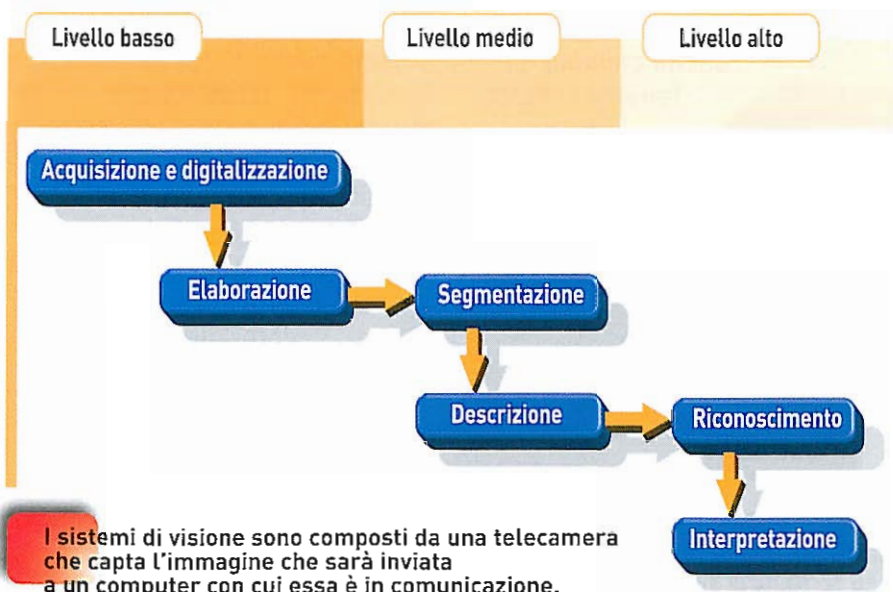 Livello basso
Livello medio
Livello alto
Acquisizione e digitalizzazione
Elaborazione
Segmentazione
Descrizione
Riconoscimento
Interpretazione
I sistemi di visione sono composti da una telecamera
che capta l'immagine che sarà inviata
a un computer con cui essa è in comunicazione.